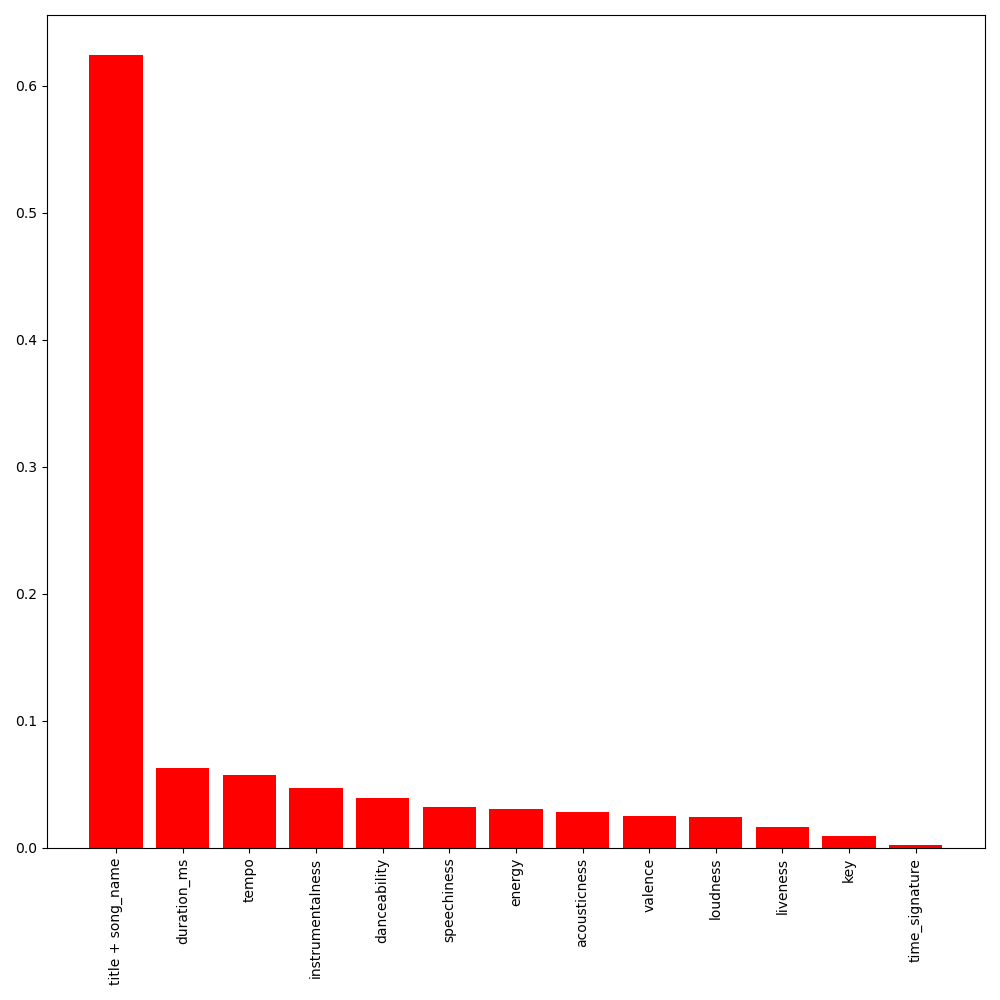 0.6
0.5
0.4
0.3
0.2
0.1
0.0
title + song_name
duration_ms
tempo
instrumentalness
danceability
speechiness
energy
acousticness
valence
loudness
liveness
key
time_signature